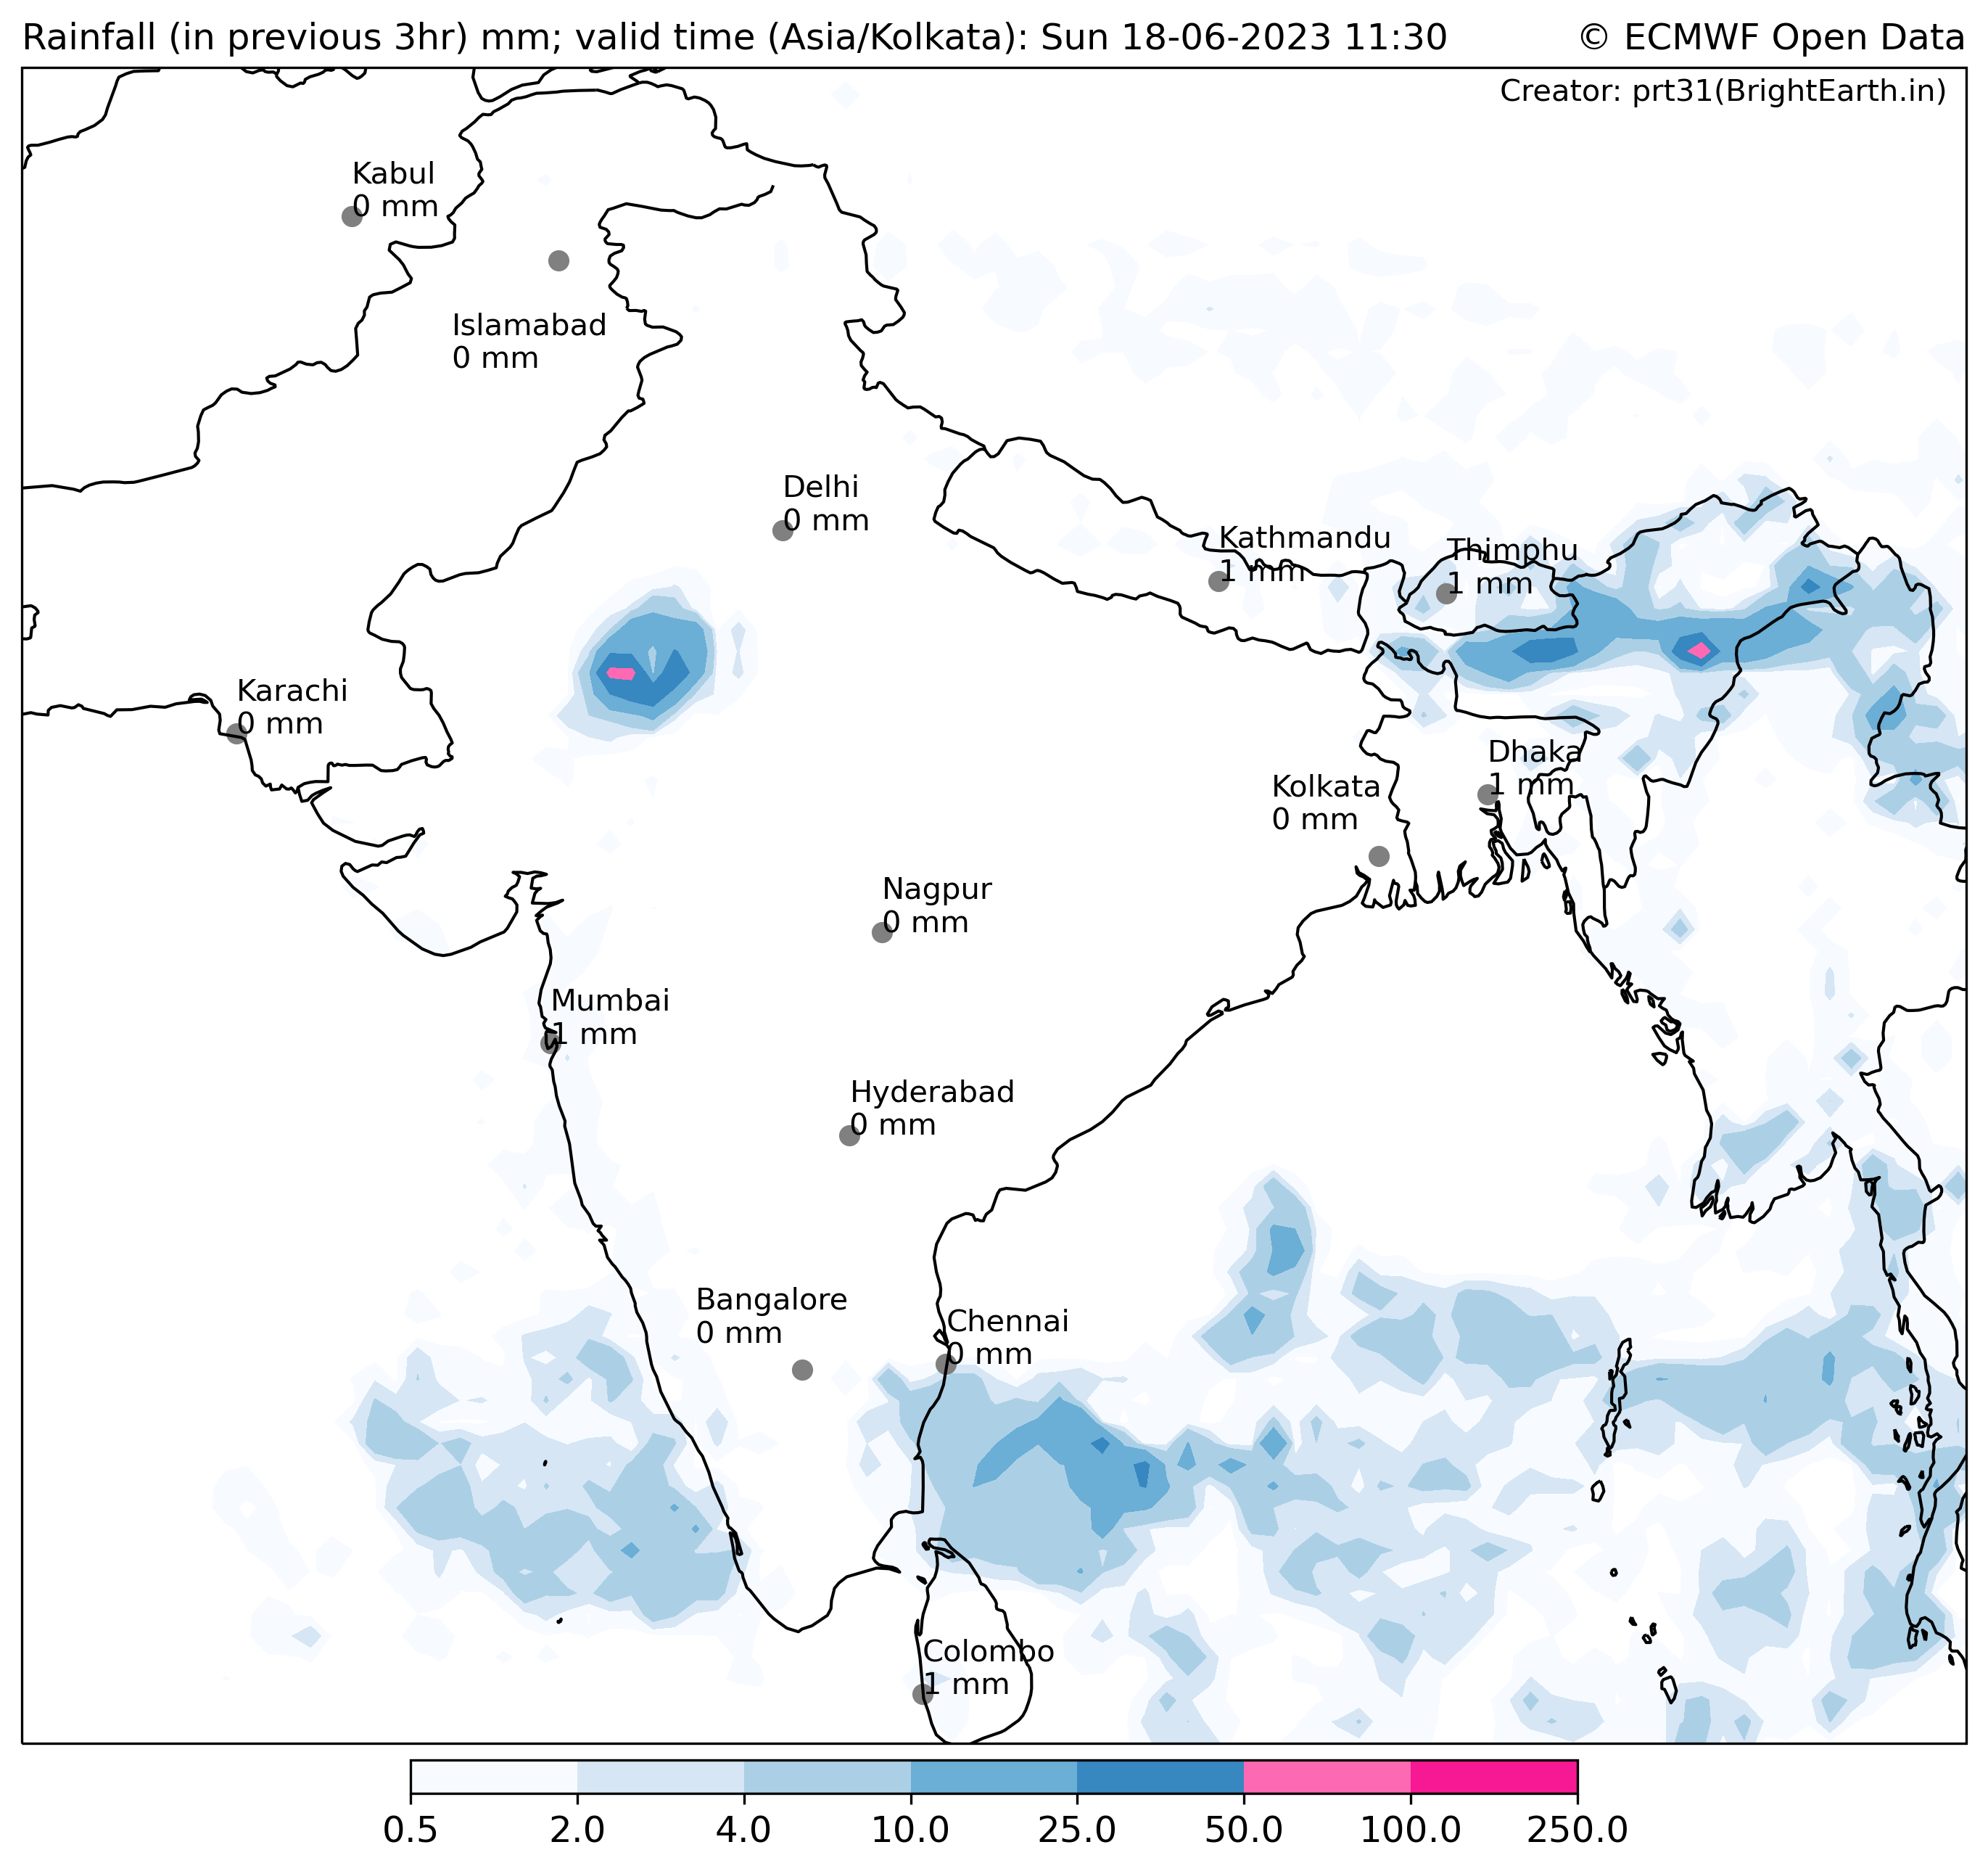 Rainfall (in previous 3hr) mm; valid time (Asia/Kolkata): Sun 18-06-2023 11:30
© ECMWF Open Data
Creator: prt31(BrightEarth.in)
Kabul
0 mm
Islamabad
0 mm
Delhi
0 mm
Kathmandu
1 mm
Thimphu
1 mm
Karachi
0 mm
Dhaka
1 mm
Kolkata
0 mm
Nagpur
0 mm
Mumbai
1 mm
Hyderabad
0 mm
Bangalore
0 mm
Chennai
0 mm
Colombo
1 mm
0.5 2.0 4.0 10.0 25.0 50.0 100.0 250.0